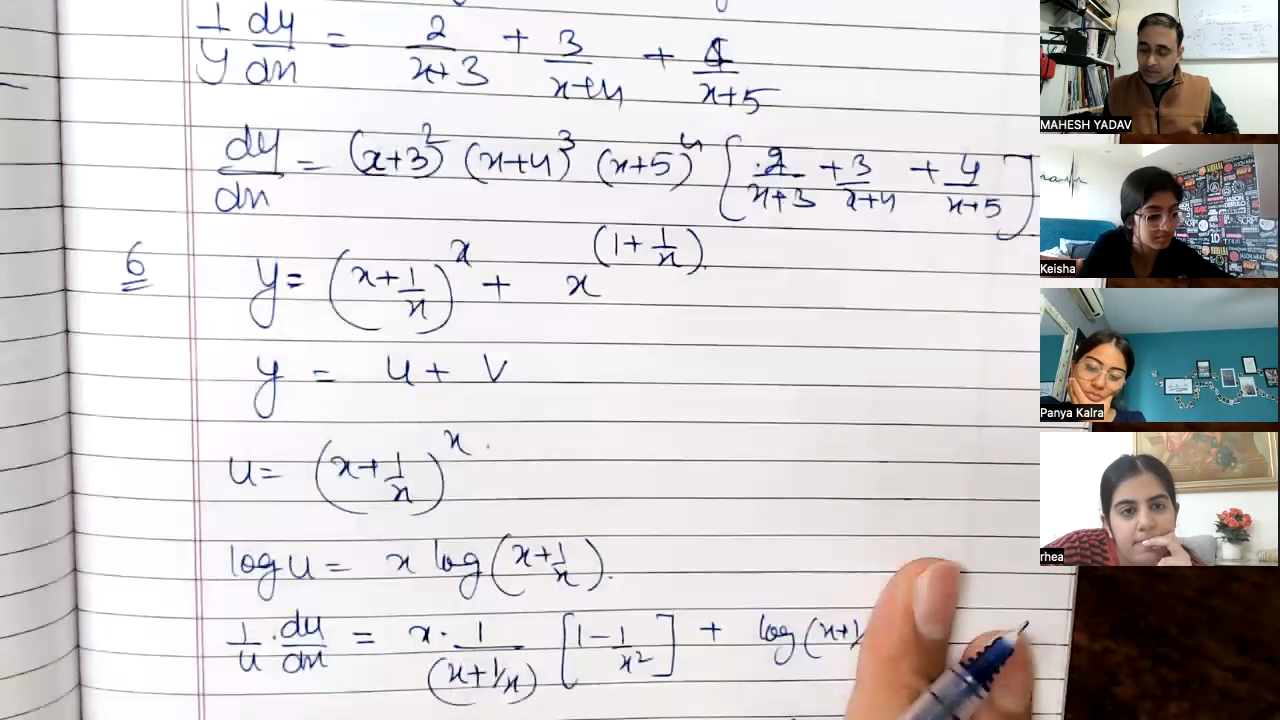 1/y dy/dx = 2/(x+3) + 3/(x+4) + 4/(x+5)
dy/dx = (x+3)² (x+4)³ (x+5)⁴ [2/(x+3) + 3/(x+4) + 4/(x+5)]
6 y = (x+1/x)^x + x^(1+1/x)
y = u + v
u = (x+1/x)^x
log u = x log(x+1/x).
1/u · du/dx = x · 1/(x+1/x) [1 - 1/x²] + log(x+1/
MAHESH YADAV
Keisha
Panya Kalra
rhea